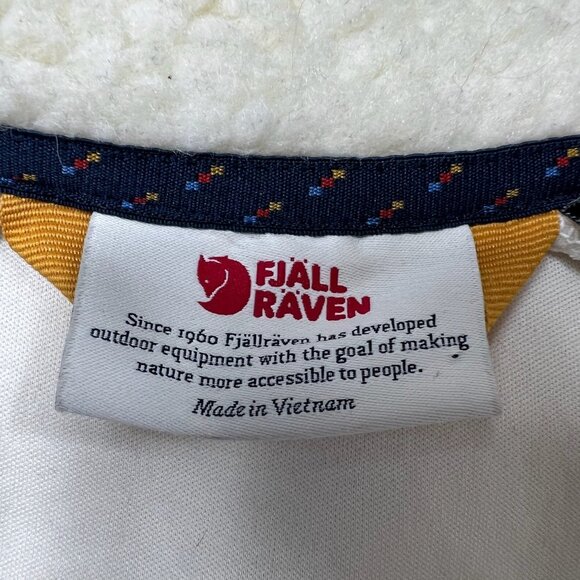 FJÄLL
RÄVEN
Since 1960 Fjällräven has developed
outdoor equipment with the goal of making
nature more accessible to people.
Made in Vietnam